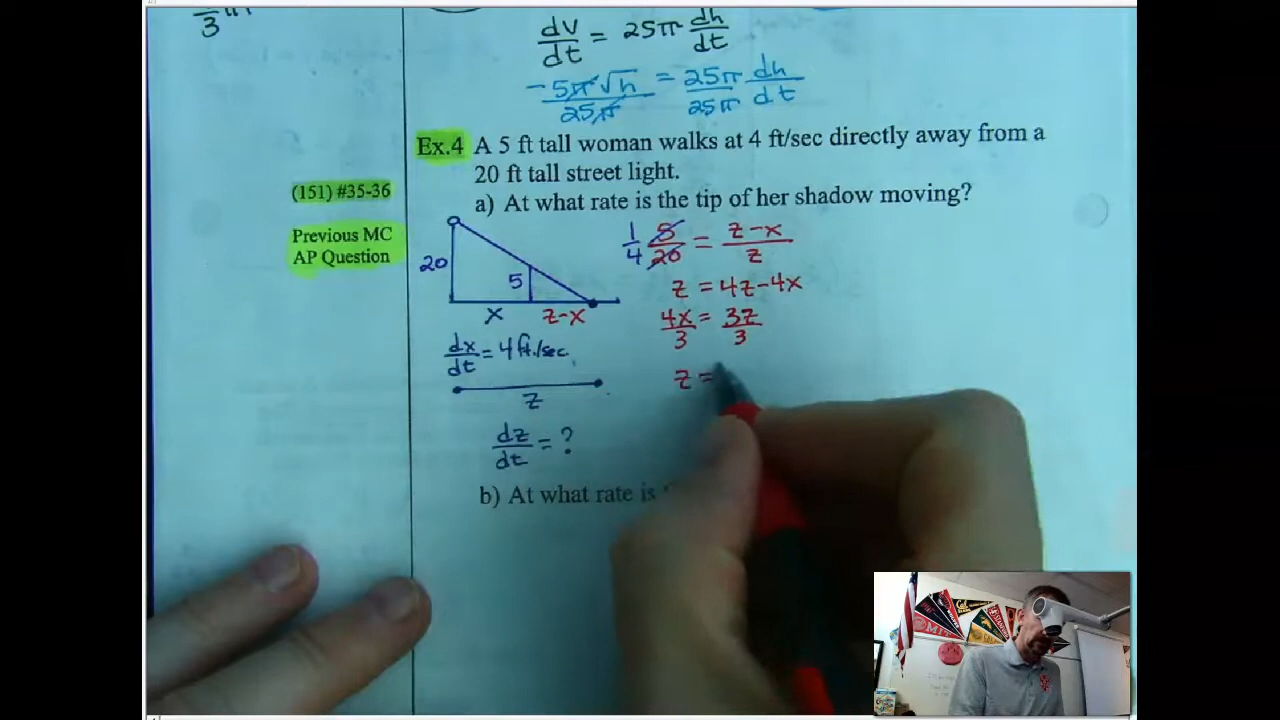 3
dv/dt = 25π dh/dt
-5π√h/25π = 25π/25π dh/dt
Ex.4 A 5 ft tall woman walks at 4 ft/sec directly away from a
20 ft tall street light.
(151) #35-36
a) At what rate is the tip of her shadow moving?
Previous MC
AP Question
20
5
x
z-x
1/4 5/20 = z-x/z
z = 4z-4x
4x/3 = 3z/3
dx/dt = 4ft./sec
z =
z
dz/dt = ?
b) At what rate is